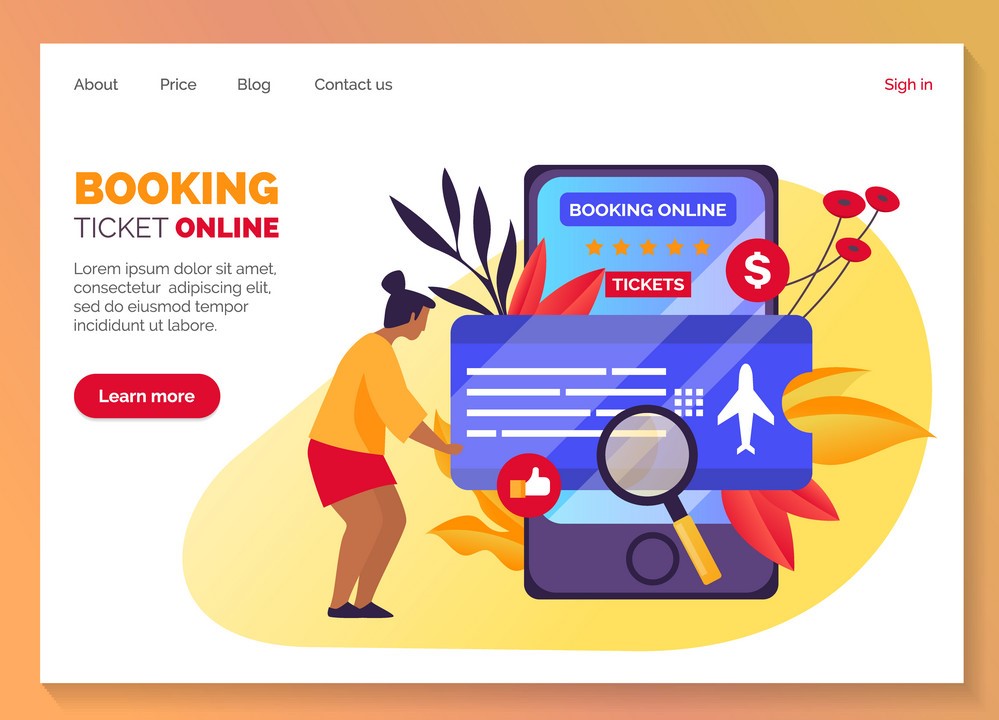 About Price Blog Contact us Sigh in
BOOKING
TICKET ONLINE
Lorem ipsum dolor sit amet,
consectetur adipiscing elit,
sed do eiusmod tempor
incididunt ut labore.
Learn more
BOOKING ONLINE
TICKETS
$